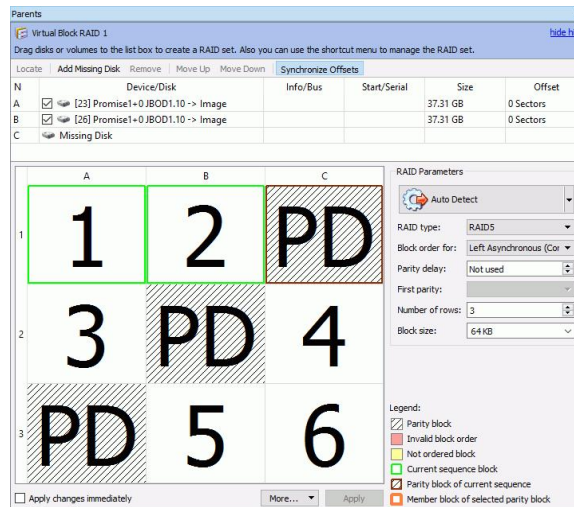 Parents
Virtual Block RAID 1
hide h
Drag disks or volumes to the list box to create a RAID set. Also you can use the shortcut menu to manage the RAID set.
Locate Add Missing Disk Remove Move Up Move Down Synchronize Offsets
N Device/Disk Info/Bus Start/Serial Size Offset
A [23] Promise1+0 JBOD1.10 -> Image 37.31 GB 0 Sectors
B [26] Promise1+0 JBOD1.10 -> Image 37.31 GB 0 Sectors
C Missing Disk
A B C
1 1 2 PD
2 3 PD 4
3 PD 5 6
RAID Parameters
Auto Detect
RAID type: RAID5
Block order for: Left Asynchronous (Cor
Parity delay: Not used
First parity:
Number of rows: 3
Block size: 64 KB
Legend:
Parity block
Invalid block order
Not ordered block
Current sequence block
Parity block of current sequence
Member block of selected parity block
Apply changes immediately More... Apply